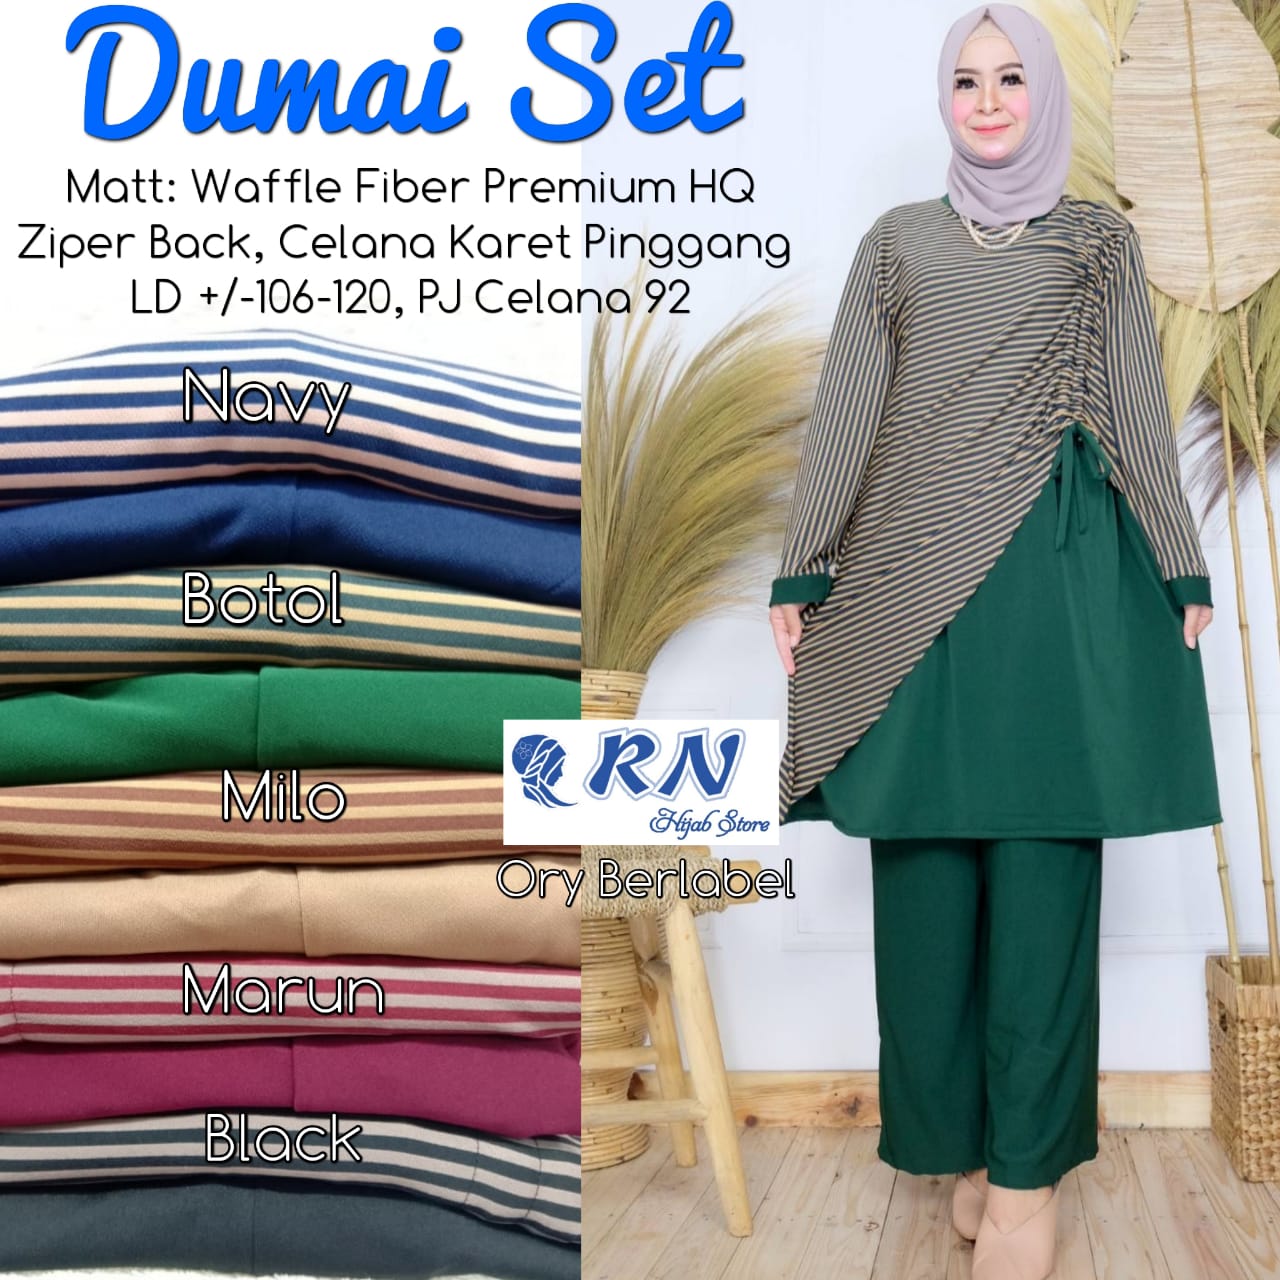 Dumai Set
Matt: Waffle Fiber Premium HQ
Ziper Back, Celana Karet Pinggang
LD +/-106-120, PJ Celana 92
Navy
Botol
Milo
Marun
Black
RN
Hijab Store
Ory Berlabel